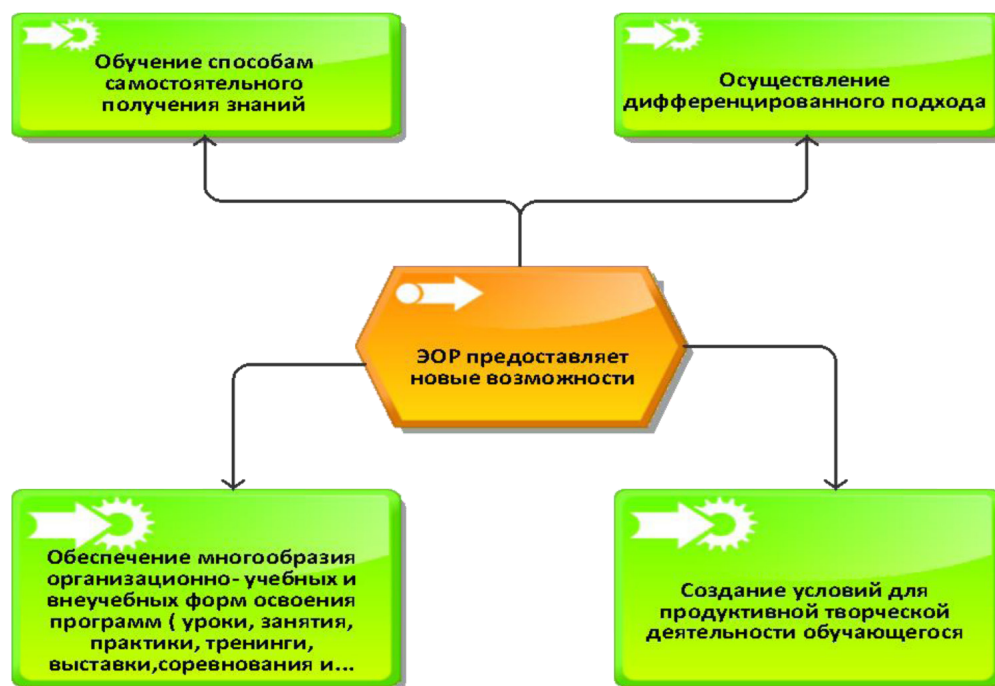 Обучение способам
самостоятельного
получения знаний
Осуществление
дифференцированного подхода
ЭОР предоставляет
новые возможности
Обеспечение многообразия
организационно- учебных и
внеучебных форм освоения
программ ( уроки, занятия,
практики, тренинги,
выставки,соревнования и...
Создание условий для
продуктивной творческой
деятельности обучающегося